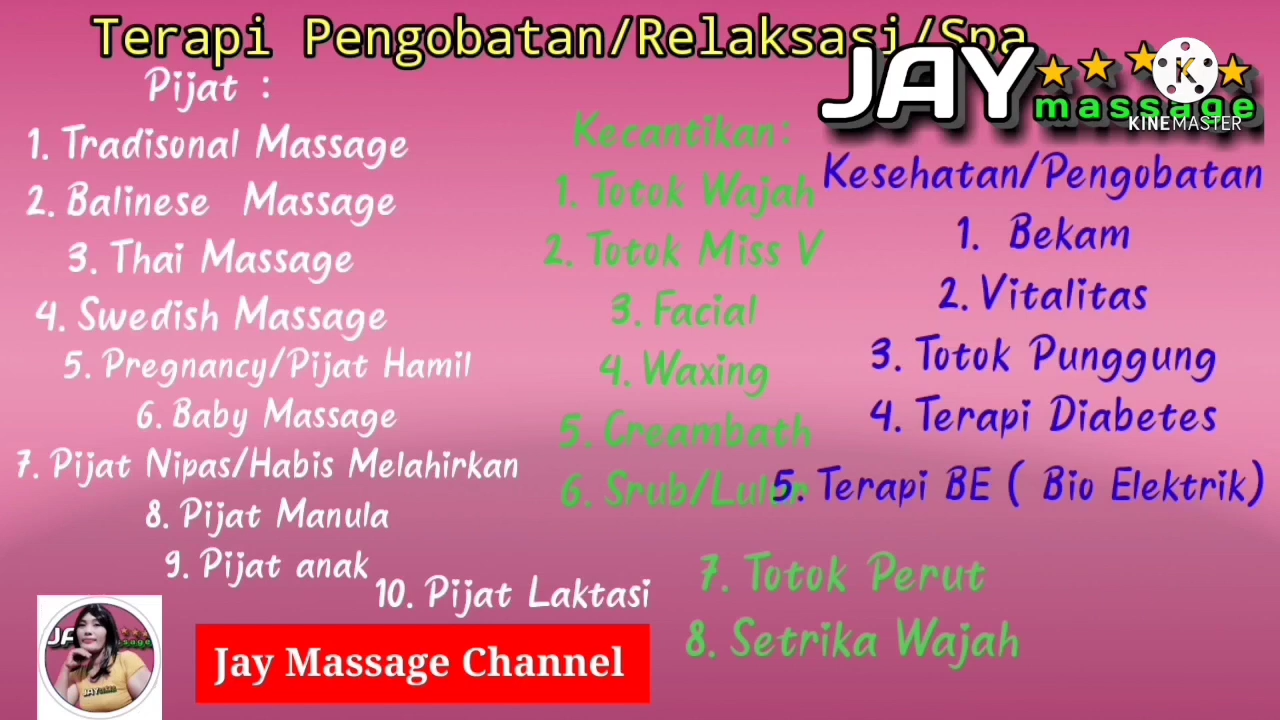 Terapi Pengobatan/Relaksasi/Spa
JAY
massage
KINEMASTER
Pijat :
1. Tradisonal Massage
2. Balinese Massage
3. Thai Massage
4. Swedish Massage
5. Pregnancy/Pijat Hamil
6. Baby Massage
7. Pijat Nipas/Habis Melahirkan
8. Pijat Manula
9. Pijat anak
10. Pijat Laktasi
Kecantikan:
1. Totok Wajah
2. Totok Miss V
3. Facial
4. Waxing
5. Creambath
6. Srub/Lulur
7. Totok Perut
8. Setrika Wajah
Kesehatan/Pengobatan
1. Bekam
2. Vitalitas
3. Totok Punggung
4. Terapi Diabetes
5. Terapi BE ( Bio Elektrik)
Jay Massage Channel